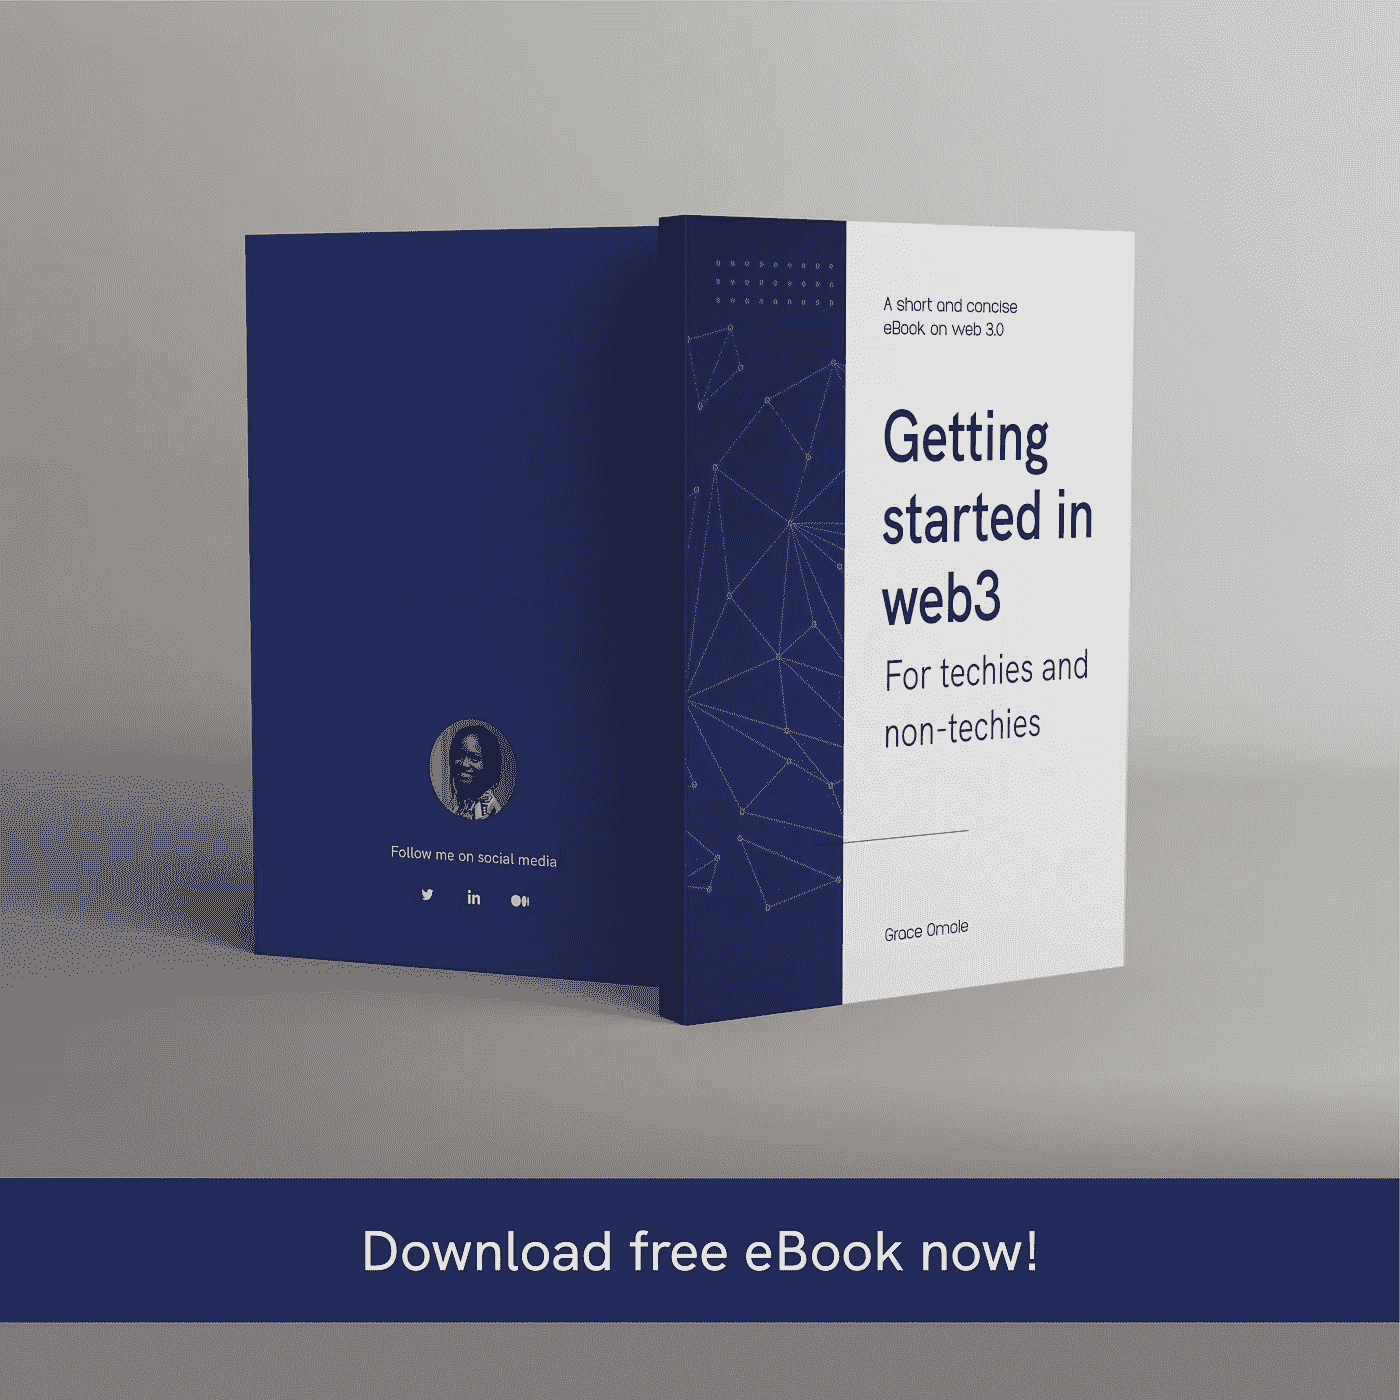 A short and concise
eBook on web 3.0
Getting
started in
web3
For techies and
non-techies
Grace Omole
Follow me on social media
in
Download free eBook now!